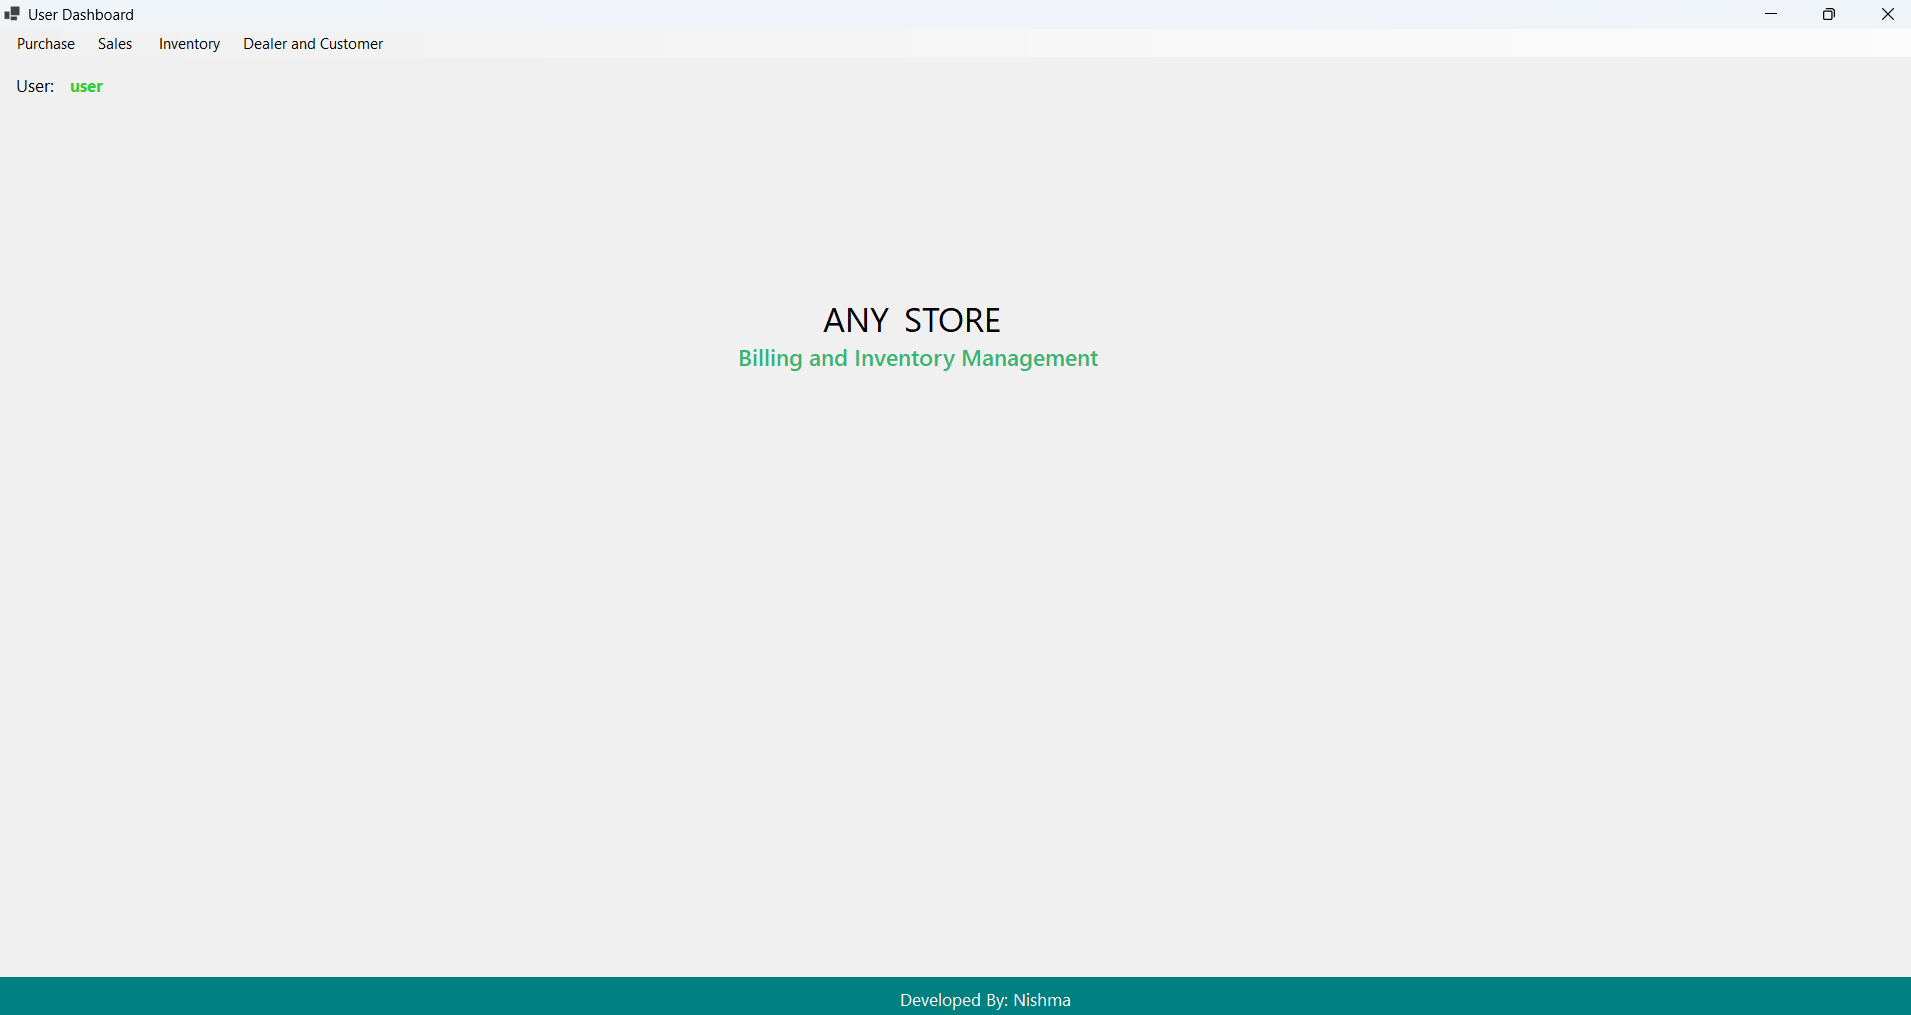 User Dashboard
Purchase Sales Inventory Dealer and Customer
User: user
ANY STORE
Billing and Inventory Management
Developed By: Nishma